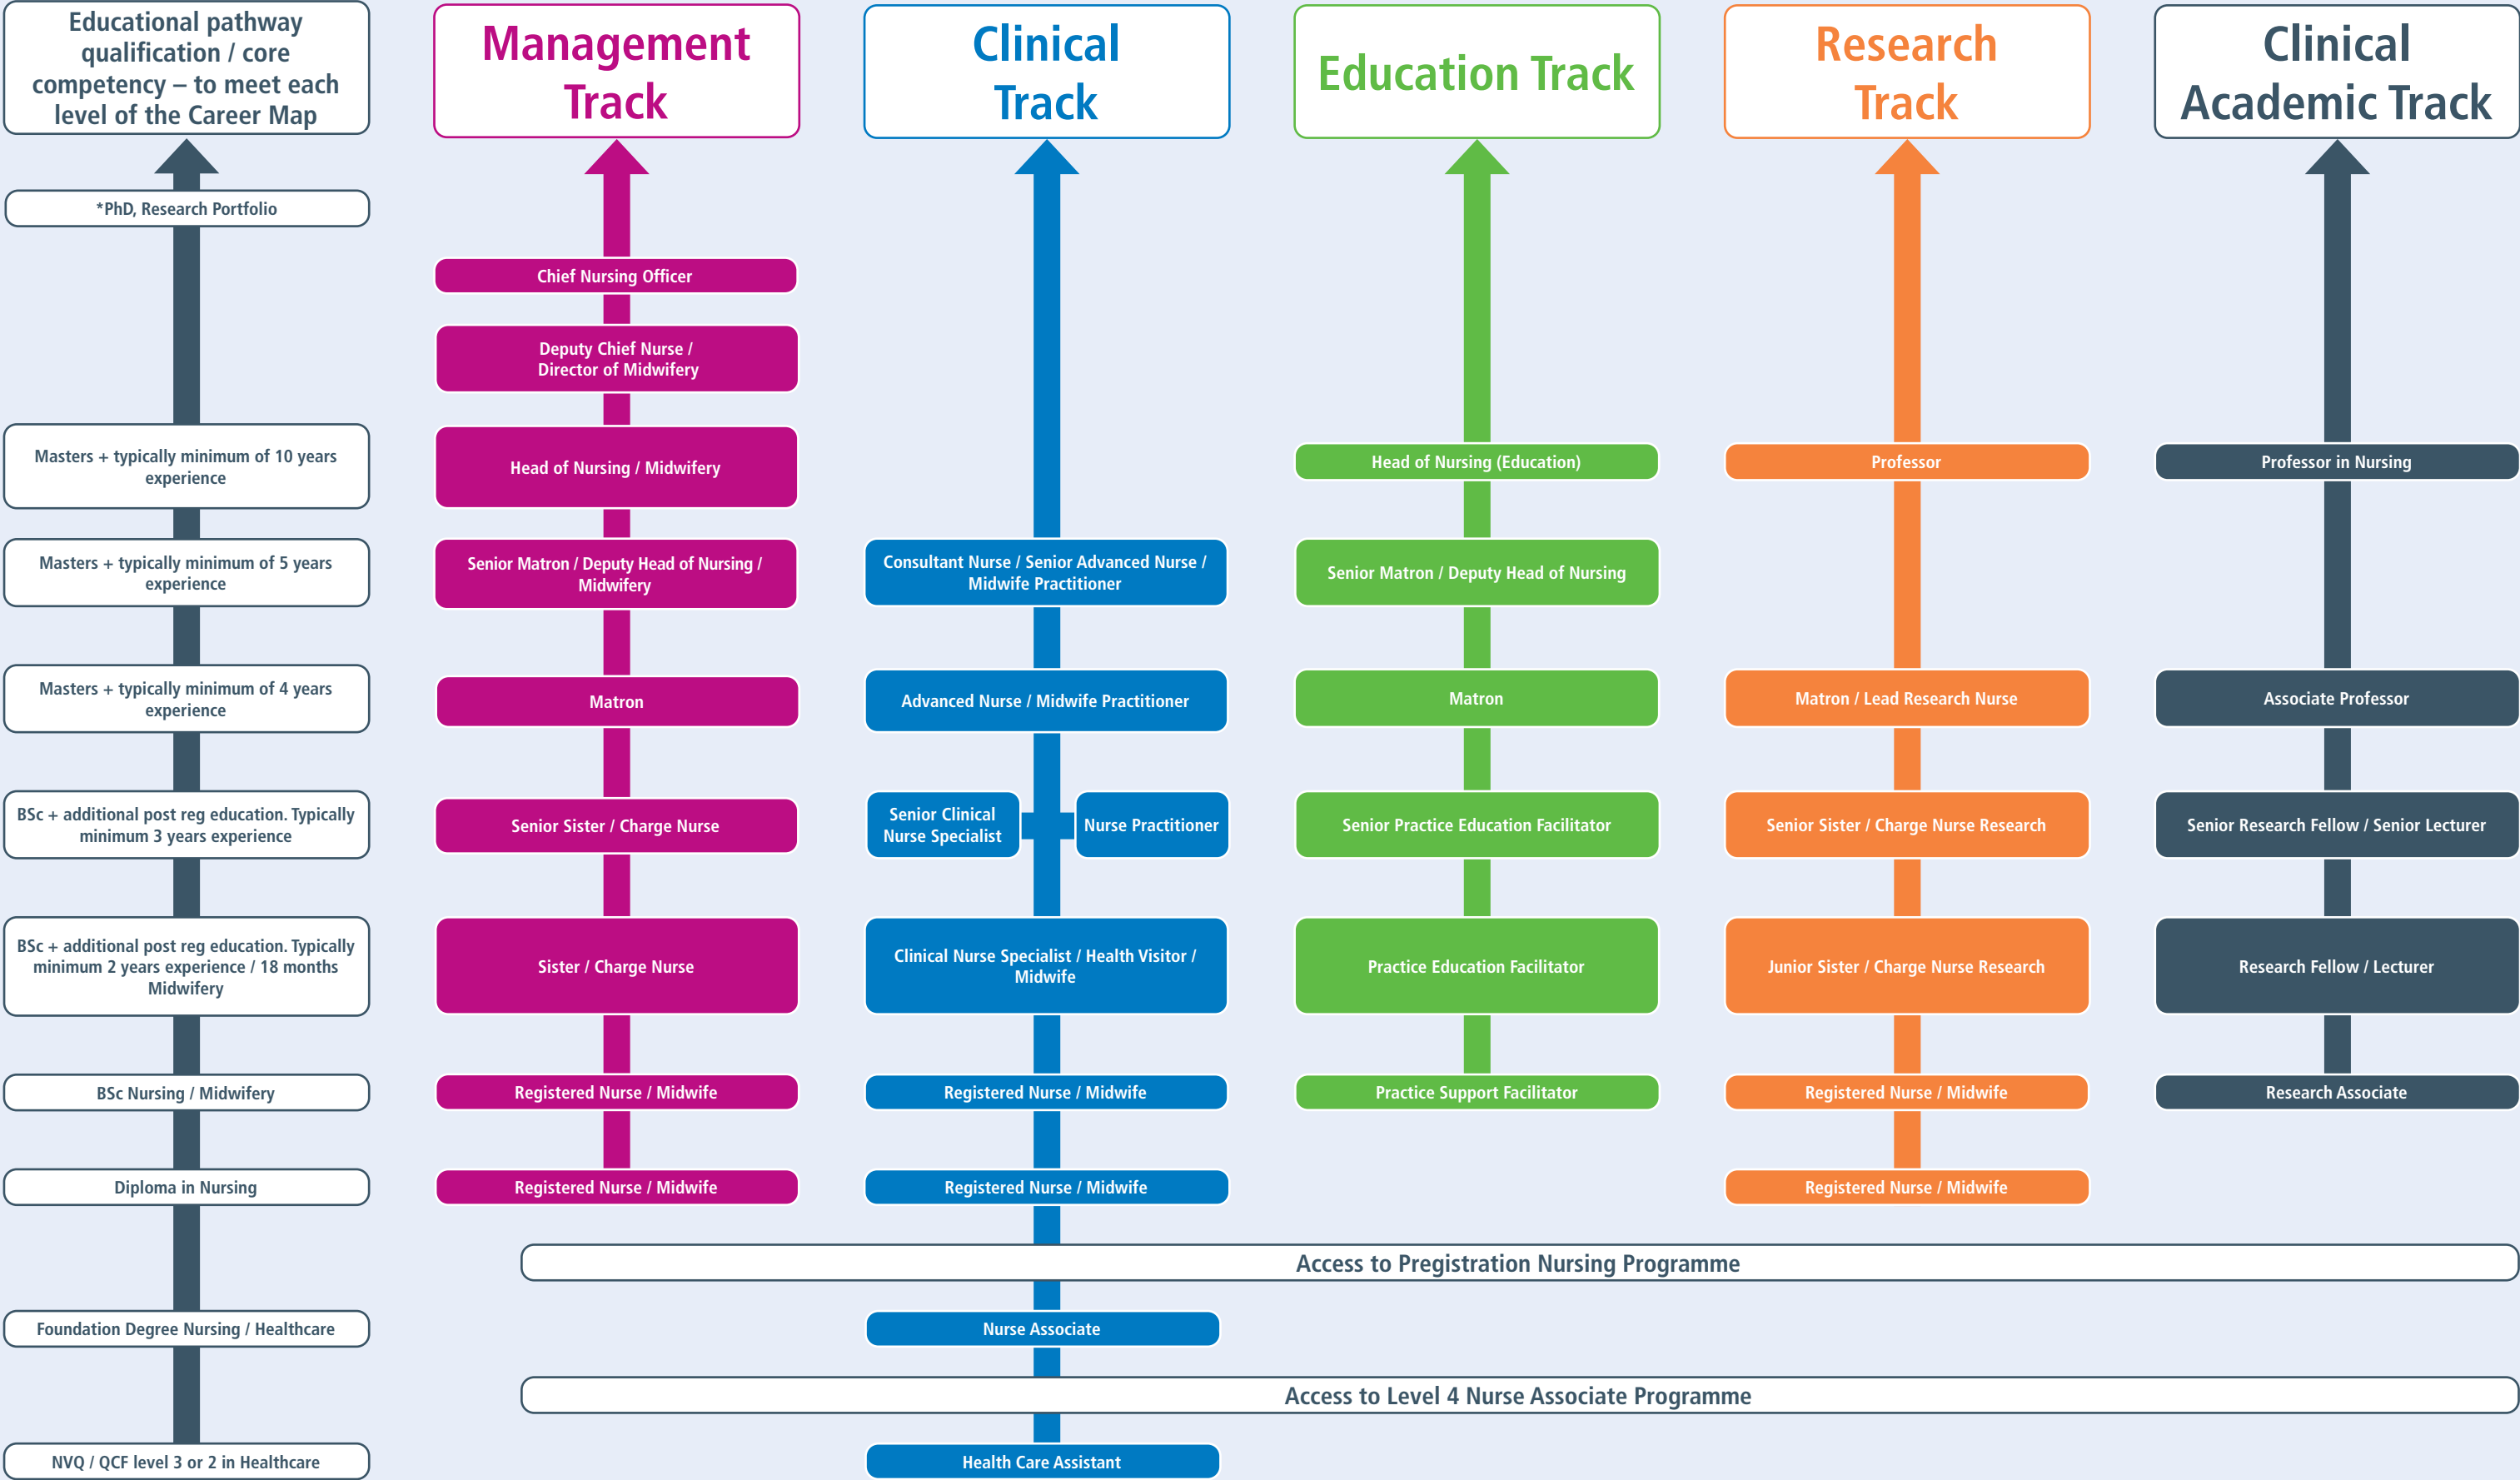 Educational pathway
qualification / core
competency – to meet each
level of the Career Map
Management
Track
Clinical
Track
Education Track
Research
Track
Clinical
Academic Track
*PhD, Research Portfolio
Chief Nursing Officer
Deputy Chief Nurse /
Director of Midwifery
Masters + typically minimum of 10 years
experience
Head of Nursing / Midwifery
Head of Nursing (Education)
Professor
Professor in Nursing
Masters + typically minimum of 5 years
experience
Senior Matron / Deputy Head of Nursing /
Midwifery
Consultant Nurse / Senior Advanced Nurse /
Midwife Practitioner
Senior Matron / Deputy Head of Nursing
Masters + typically minimum of 4 years
experience
Matron
Advanced Nurse / Midwife Practitioner
Matron
Matron / Lead Research Nurse
Associate Professor
BSc + additional post reg education. Typically
minimum 3 years experience
Senior Sister / Charge Nurse
Senior Clinical
Nurse Specialist
Nurse Practitioner
Senior Practice Education Facilitator
Senior Sister / Charge Nurse Research
Senior Research Fellow / Senior Lecturer
BSc + additional post reg education. Typically
minimum 2 years experience / 18 months
Midwifery
Sister / Charge Nurse
Clinical Nurse Specialist / Health Visitor /
Midwife
Practice Education Facilitator
Junior Sister / Charge Nurse Research
Research Fellow / Lecturer
BSc Nursing / Midwifery
Registered Nurse / Midwife
Registered Nurse / Midwife
Practice Support Facilitator
Registered Nurse / Midwife
Research Associate
Diploma in Nursing
Registered Nurse / Midwife
Registered Nurse / Midwife
Registered Nurse / Midwife
Access to Pregistration Nursing Programme
Foundation Degree Nursing / Healthcare
Nurse Associate
Access to Level 4 Nurse Associate Programme
NVQ / QCF level 3 or 2 in Healthcare
Health Care Assistant